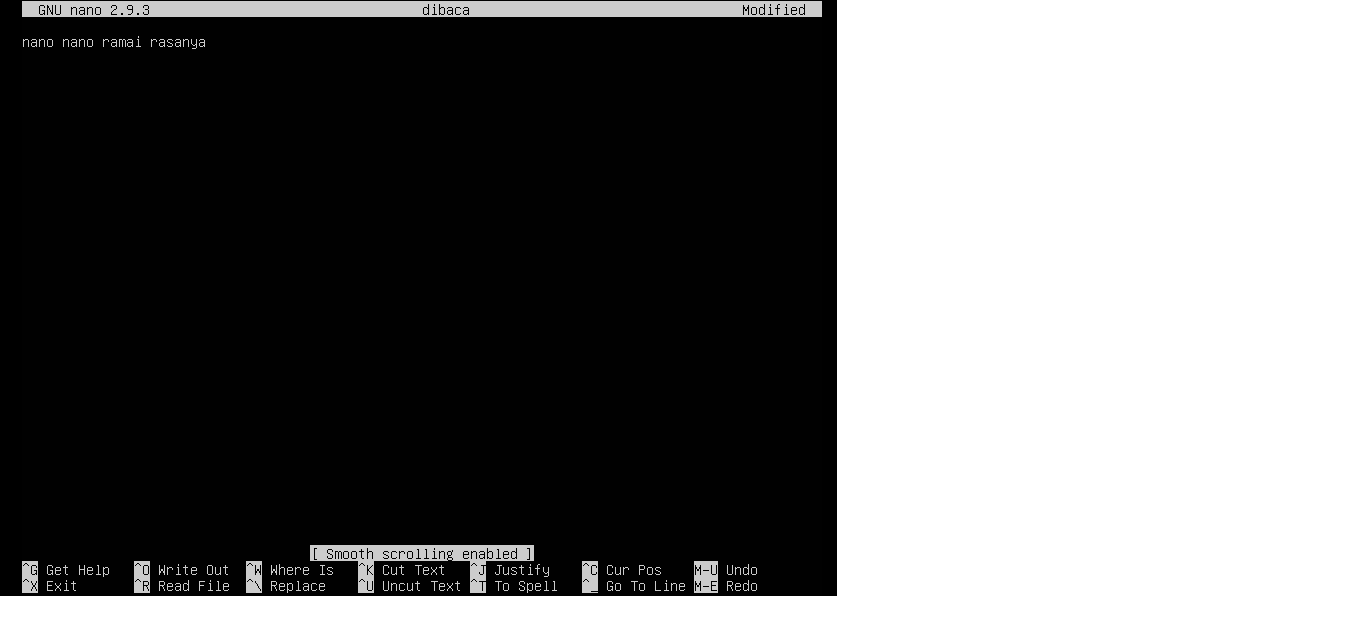 GNU nano 2.9.3 dibaca Modified
nano nano ramai rasanya
[ Smooth scrolling enabled ]
^G Get Help ^O Write Out ^W Where Is ^K Cut Text ^J Justify ^C Cur Pos M-U Undo
^X Exit ^R Read File ^\ Replace ^U Uncut Text ^T To Spell ^_ Go To Line M-E Redo